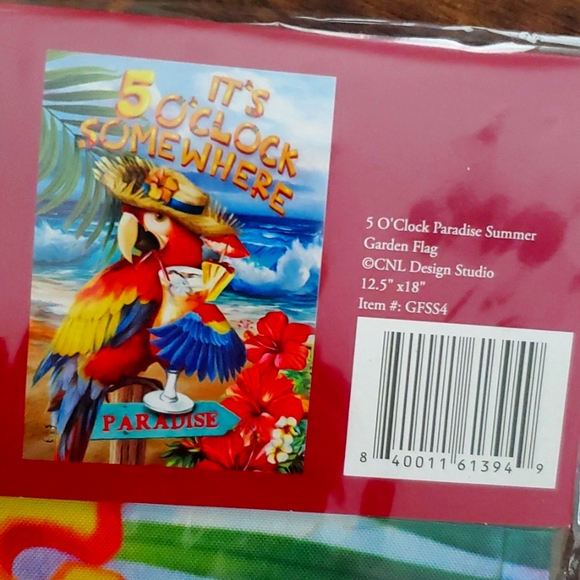 IT'S
5 O'CLOCK
SOMEWHERE
PARADISE
5 O'Clock Paradise Summer
Garden Flag
©CNL Design Studio
12.5" x18"
Item #: GFSS4
8 40011 61394 9